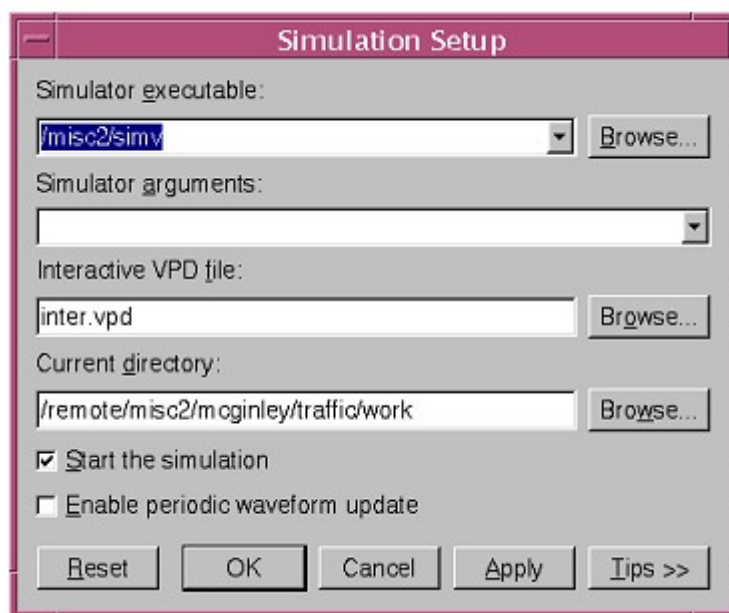 Simulation Setup
Simulator executable:
/misc2/simv Browse...
Simulator arguments:
Interactive VPD file:
inter.vpd Browse...
Current directory:
/remote/misc2/mcginley/traffic/work Browse...
Start the simulation
Enable periodic waveform update
Reset OK Cancel Apply Tips >>